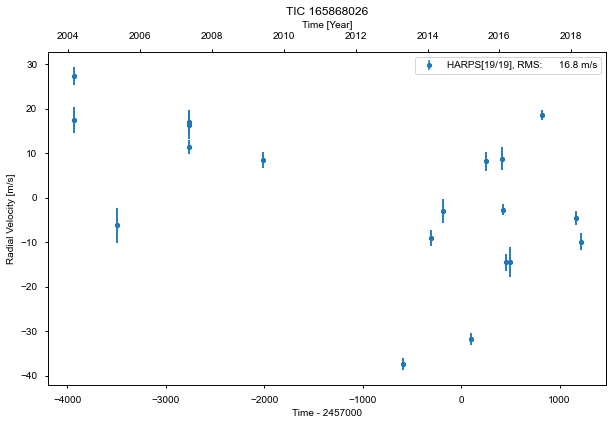 TIC 165868026
Time [Year]
2004 2006 2008 2010 2012 2014 2016 2018
HARPS[19/19], RMS: 16.8 m/s
Radial Velocity [m/s]
30
20
10
0
−10
−20
−30
−40
−4000 −3000 −2000 −1000 0 1000
Time - 2457000